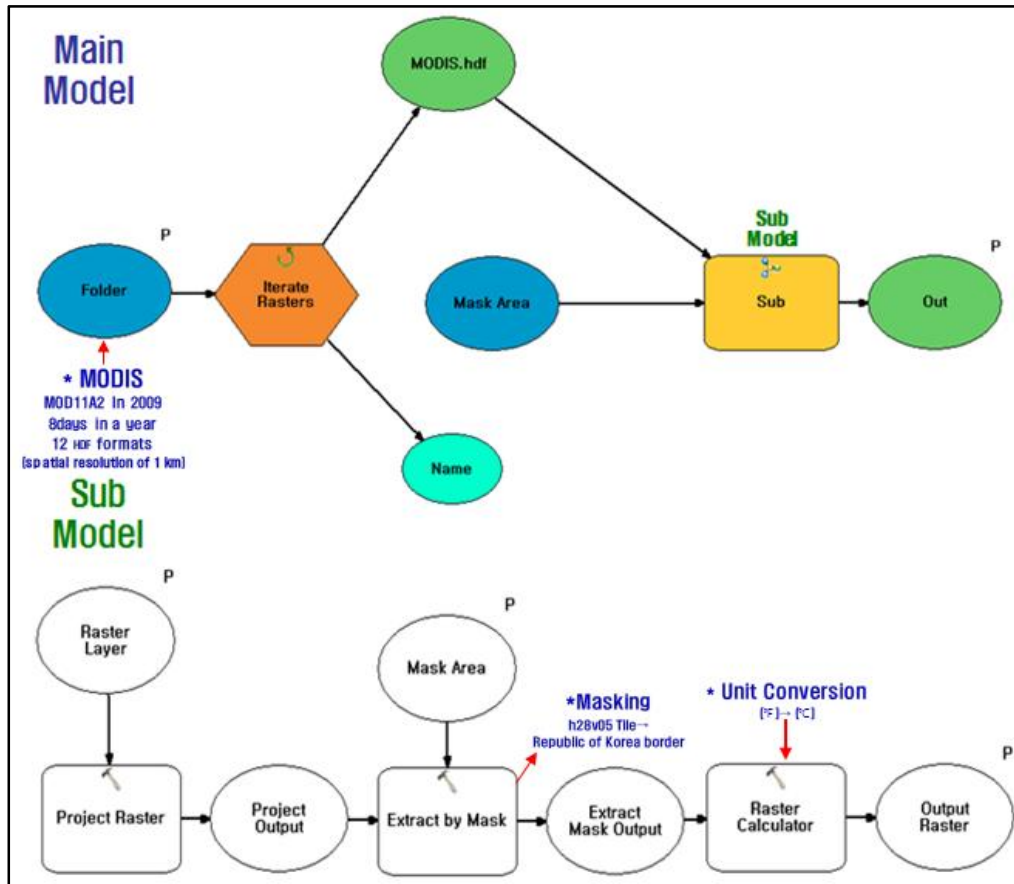 Main
Model
MODIS.hdf
P
Folder
Iterate
Rasters
Mask Area
Sub
Model
Sub
P
Out
* MODIS
MOD11A2 In 2009
8days in a year
12 HDF formats
(spatial resolution of 1 km)
Name
Sub
Model
P
Raster
Layer
P
Mask Area
*Masking
h28v05 Tile→
Republic of Korea border
* Unit Conversion
(℉)→ (℃)
Project Raster
Project
Output
Extract by Mask
Extract
Mask Output
Raster
Calculator
P
Output
Raster